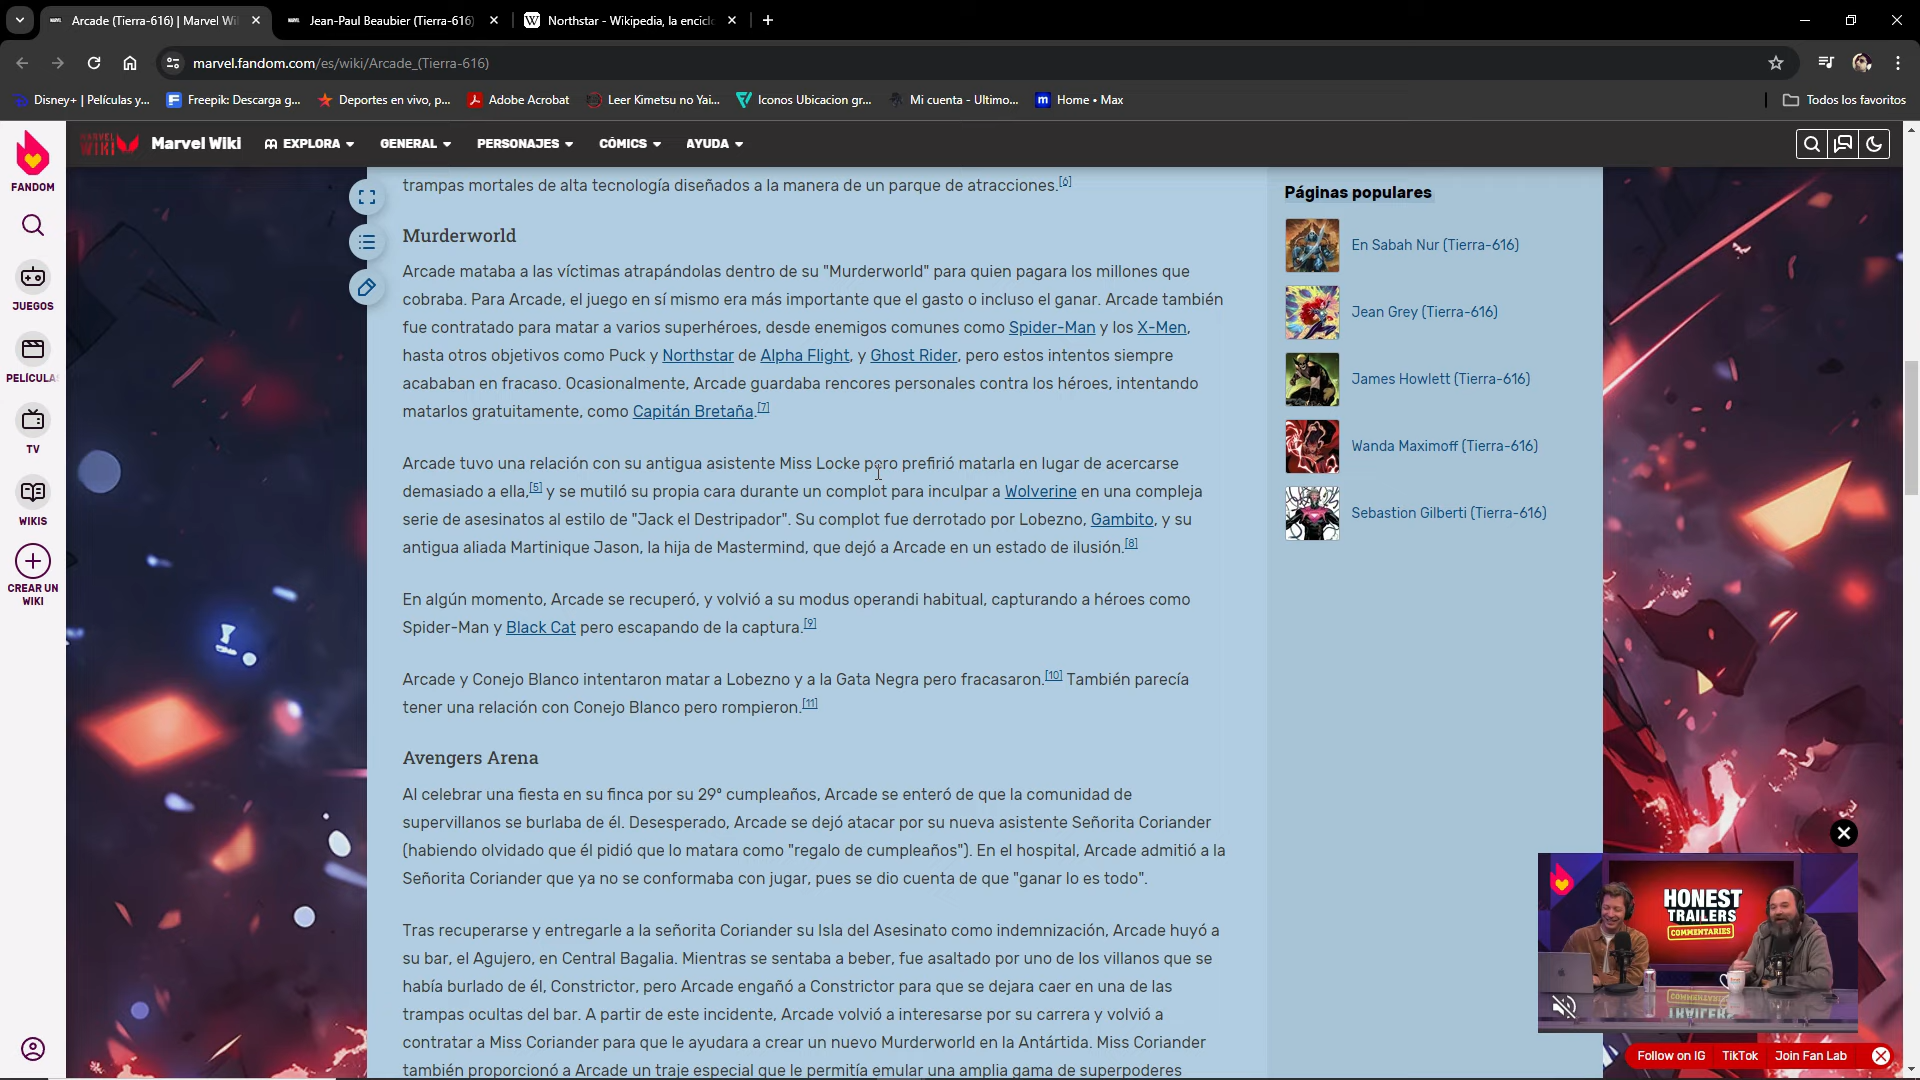 Arcade (Tierra-616) | Marvel Wi
Jean-Paul Beaubier (Tierra-616)
Northstar - Wikipedia, la encicl
marvel.fandom.com/es/wiki/Arcade_(Tierra-616)
Disney+ | Películas y...
Freepik: Descarga g...
Deportes en vivo, p...
Adobe Acrobat
Leer Kimetsu no Yai...
Iconos Ubicacion gr...
Mi cuenta - Ultimo...
Home • Max
Todos los favoritos
FANDOM
JUEGOS
PELÍCULAS
TV
WIKIS
CREAR UN
WIKI
MARVEL
WIKI
Marvel Wiki
EXPLORA
GENERAL
PERSONAJES
CÓMICS
AYUDA
trampas mortales de alta tecnología diseñados a la manera de un parque de atracciones.[6]
Murderworld
Arcade mataba a las víctimas atrapándolas dentro de su "Murderworld" para quien pagara los millones que
cobraba. Para Arcade, el juego en sí mismo era más importante que el gasto o incluso el ganar. Arcade también
fue contratado para matar a varios superhéroes, desde enemigos comunes como Spider-Man y los X-Men,
hasta otros objetivos como Puck y Northstar de Alpha Flight, y Ghost Rider, pero estos intentos siempre
acababan en fracaso. Ocasionalmente, Arcade guardaba rencores personales contra los héroes, intentando
matarlos gratuitamente, como Capitán Bretaña.[7]
Arcade tuvo una relación con su antigua asistente Miss Locke pero prefirió matarla en lugar de acercarse
demasiado a ella,[5] y se mutiló su propia cara durante un complot para inculpar a Wolverine en una compleja
serie de asesinatos al estilo de "Jack el Destripador". Su complot fue derrotado por Lobezno, Gambito, y su
antigua aliada Martinique Jason, la hija de Mastermind, que dejó a Arcade en un estado de ilusión.[8]
En algún momento, Arcade se recuperó, y volvió a su modus operandi habitual, capturando a héroes como
Spider-Man y Black Cat pero escapando de la captura.[9]
Arcade y Conejo Blanco intentaron matar a Lobezno y a la Gata Negra pero fracasaron.[10] También parecía
tener una relación con Conejo Blanco pero rompieron.[11]
Avengers Arena
Al celebrar una fiesta en su finca por su 29º cumpleaños, Arcade se enteró de que la comunidad de
supervillanos se burlaba de él. Desesperado, Arcade se dejó atacar por su nueva asistente Señorita Coriander
(habiendo olvidado que él pidió que lo matara como "regalo de cumpleaños"). En el hospital, Arcade admitió a la
Señorita Coriander que ya no se conformaba con jugar, pues se dio cuenta de que "ganar lo es todo".
Tras recuperarse y entregarle a la señorita Coriander su Isla del Asesinato como indemnización, Arcade huyó a
su bar, el Agujero, en Central Bagalia. Mientras se sentaba a beber, fue asaltado por uno de los villanos que se
había burlado de él, Constrictor, pero Arcade engañó a Constrictor para que se dejara caer en una de las
trampas ocultas del bar. A partir de este incidente, Arcade volvió a interesarse por su carrera y volvió a
contratar a Miss Coriander para que le ayudara a crear un nuevo Murderworld en la Antártida. Miss Coriander
también proporcionó a Arcade un traje especial que le permitía emular una amplia gama de superpoderes
Páginas populares
En Sabah Nur (Tierra-616)
Jean Grey (Tierra-616)
James Howlett (Tierra-616)
Wanda Maximoff (Tierra-616)
Sebastion Gilberti (Tierra-616)
HONEST
TRAILERS
COMMENTARIES
Follow on IG
TikTok
Join Fan Lab